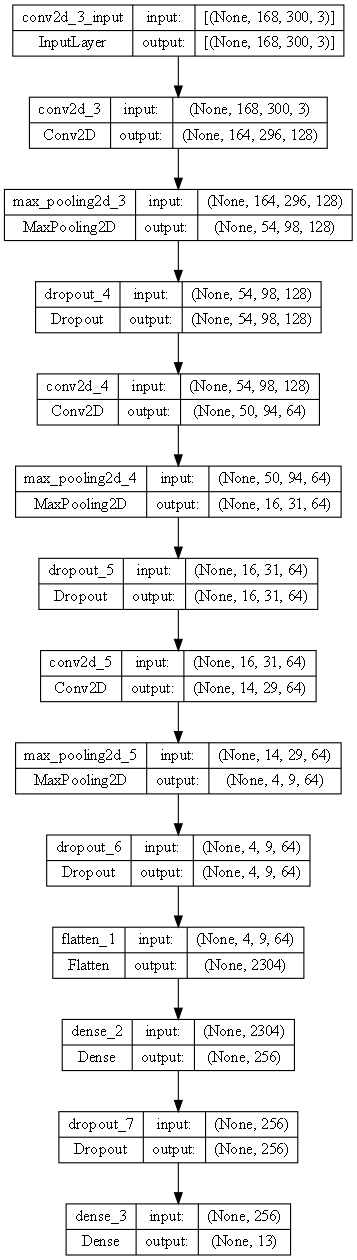 conv2d_3_input input: [(None, 168, 300, 3)]
InputLayer output: [(None, 168, 300, 3)]
conv2d_3 input: (None, 168, 300, 3)
Conv2D output: (None, 164, 296, 128)
max_pooling2d_3 input: (None, 164, 296, 128)
MaxPooling2D output: (None, 54, 98, 128)
dropout_4 input: (None, 54, 98, 128)
Dropout output: (None, 54, 98, 128)
conv2d_4 input: (None, 54, 98, 128)
Conv2D output: (None, 50, 94, 64)
max_pooling2d_4 input: (None, 50, 94, 64)
MaxPooling2D output: (None, 16, 31, 64)
dropout_5 input: (None, 16, 31, 64)
Dropout output: (None, 16, 31, 64)
conv2d_5 input: (None, 16, 31, 64)
Conv2D output: (None, 14, 29, 64)
max_pooling2d_5 input: (None, 14, 29, 64)
MaxPooling2D output: (None, 4, 9, 64)
dropout_6 input: (None, 4, 9, 64)
Dropout output: (None, 4, 9, 64)
flatten_1 input: (None, 4, 9, 64)
Flatten output: (None, 2304)
dense_2 input: (None, 2304)
Dense output: (None, 256)
dropout_7 input: (None, 256)
Dropout output: (None, 256)
dense_3 input: (None, 256)
Dense output: (None, 13)